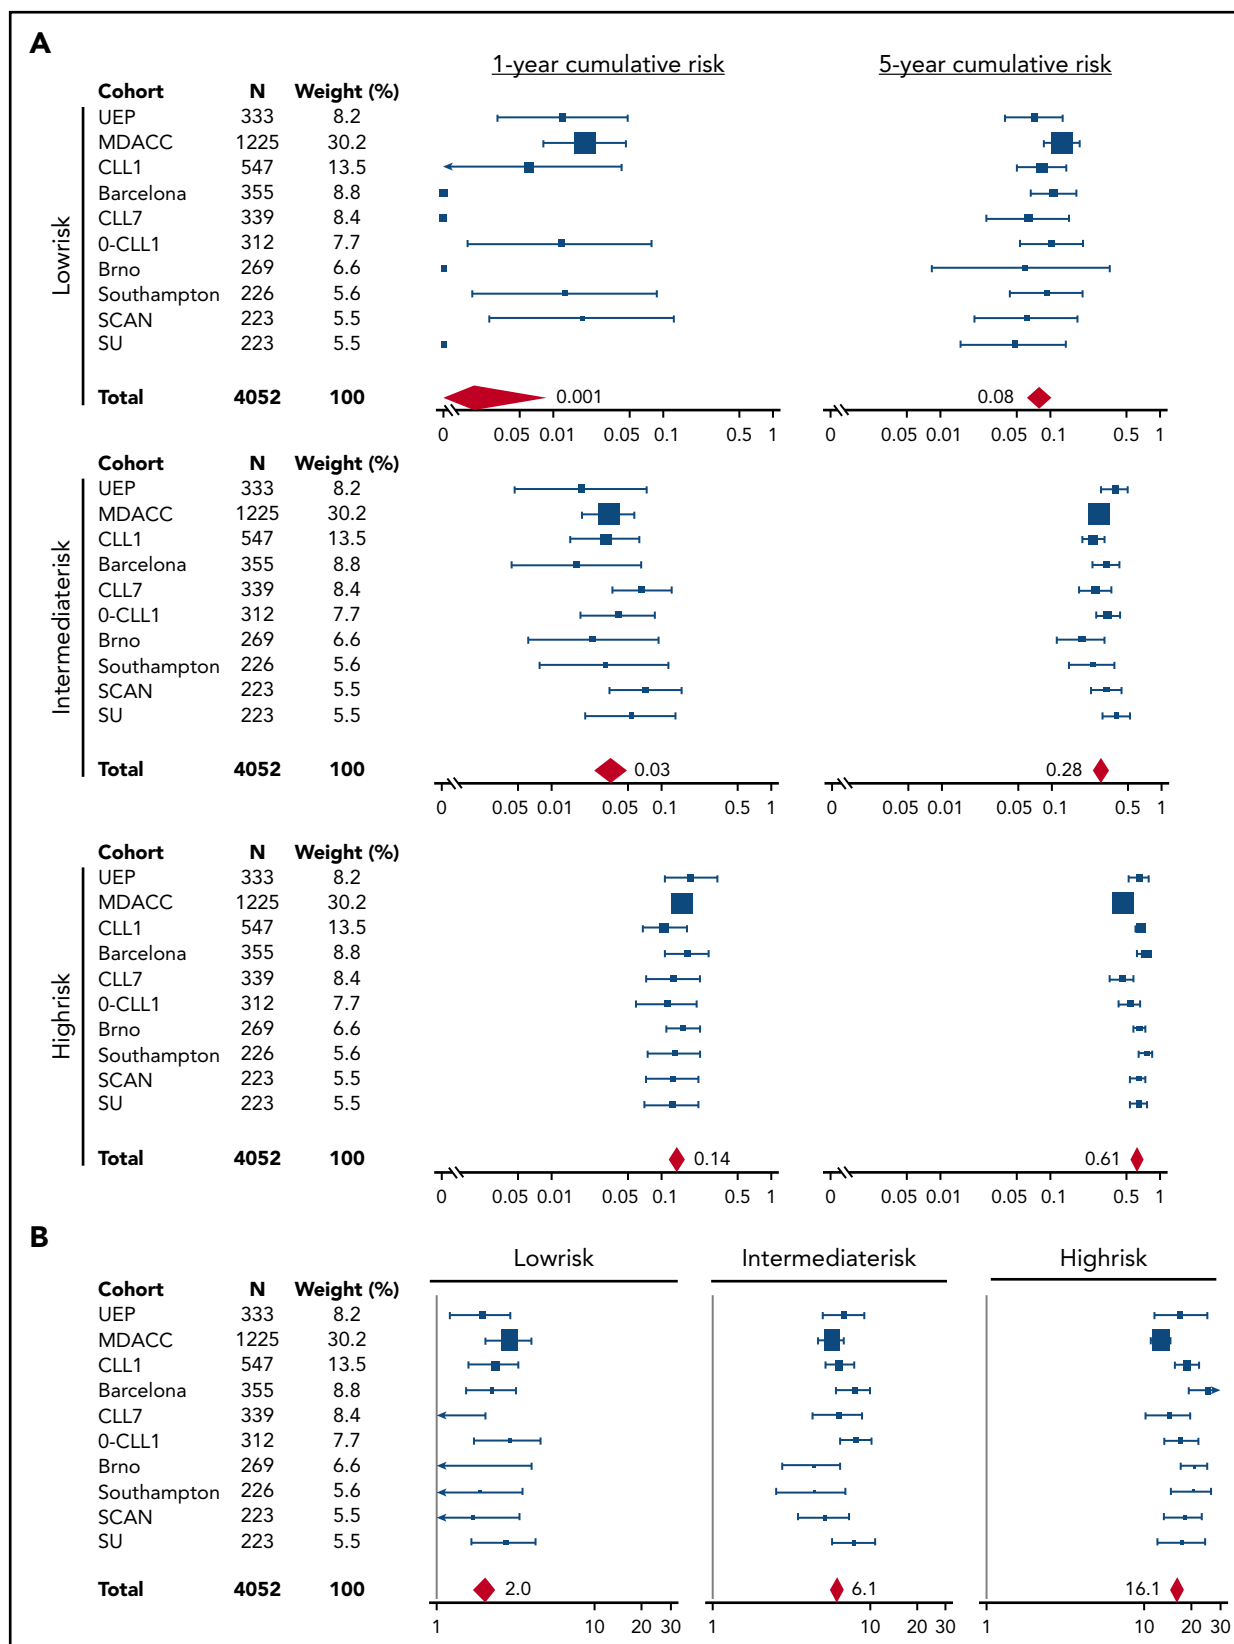 A
1-year cumulative risk 5-year cumulative risk
Cohort N Weight (%)
Lowrisk
UEP 333 8.2
MDACC 1225 30.2
CLL1 547 13.5
Barcelona 355 8.8
CLL7 339 8.4
0-CLL1 312 7.7
Brno 269 6.6
Southampton 226 5.6
SCAN 223 5.5
SU 223 5.5
Total 4052 100 0.001 0.08
0 0.05 0.01 0.05 0.1 0.5 1 0 0.05 0.01 0.05 0.1 0.5 1
Cohort N Weight (%)
Intermediaterisk
UEP 333 8.2
MDACC 1225 30.2
CLL1 547 13.5
Barcelona 355 8.8
CLL7 339 8.4
0-CLL1 312 7.7
Brno 269 6.6
Southampton 226 5.6
SCAN 223 5.5
SU 223 5.5
Total 4052 100 0.03 0.28
0 0.05 0.01 0.05 0.1 0.5 1 0 0.05 0.01 0.05 0.1 0.5 1
Cohort N Weight (%)
Highrisk
UEP 333 8.2
MDACC 1225 30.2
CLL1 547 13.5
Barcelona 355 8.8
CLL7 339 8.4
0-CLL1 312 7.7
Brno 269 6.6
Southampton 226 5.6
SCAN 223 5.5
SU 223 5.5
Total 4052 100 0.14 0.61
0 0.05 0.01 0.05 0.1 0.5 1 0 0.05 0.01 0.05 0.1 0.5 1
B
Lowrisk Intermediaterisk Highrisk
Cohort N Weight (%)
UEP 333 8.2
MDACC 1225 30.2
CLL1 547 13.5
Barcelona 355 8.8
CLL7 339 8.4
0-CLL1 312 7.7
Brno 269 6.6
Southampton 226 5.6
SCAN 223 5.5
SU 223 5.5
Total 4052 100 2.0 6.1 16.1
1 10 20 30 1 10 20 30 1 10 20 30